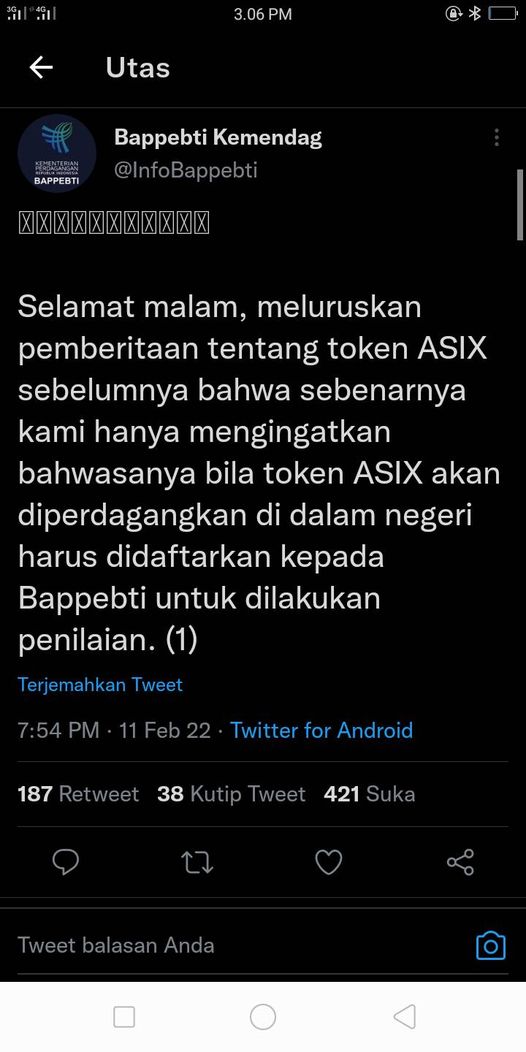 3G 4G 3.06 PM
Utas
Bappebti Kemendag
@InfoBappebti
KEMENTERIAN
PERDAGANGAN
REPUBLIK INDONESIA
BAPPEBTI
Selamat malam, meluruskan
pemberitaan tentang token ASIX
sebelumnya bahwa sebenarnya
kami hanya mengingatkan
bahwasanya bila token ASIX akan
diperdagangkan di dalam negeri
harus didaftarkan kepada
Bappebti untuk dilakukan
penilaian. (1)
Terjemahkan Tweet
7:54 PM · 11 Feb 22 · Twitter for Android
187 Retweet 38 Kutip Tweet 421 Suka
Tweet balasan Anda